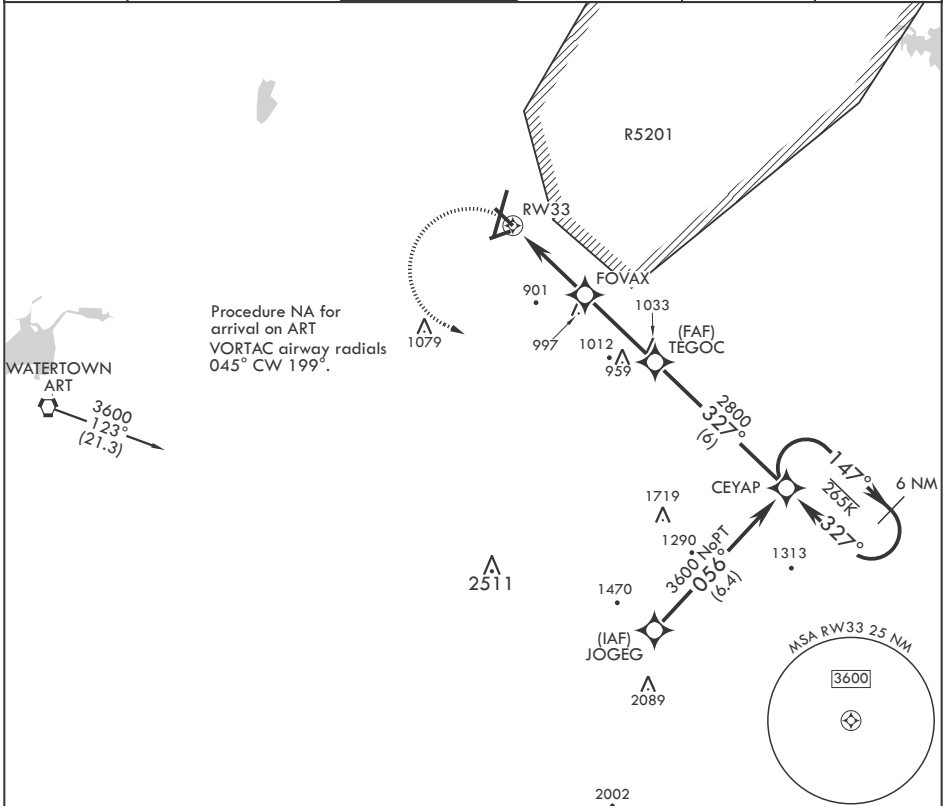 R5201
RW33
FOVAX
901
1033
997
(FAF)
TEGOC
1012
959
Procedure NA for
arrival on ART
VORTAC airway radials
045° CW 199°.
1079
WATERTOWN
ART
3600
123°
(21.3)
2800
327°
(6)
CEYAP
147°
265K
6 NM
327°
1719
1290
3600 NoPT
056°
(6.4)
1313
2511
1470
(IAF)
JOGEG
2089
MSA RW33 25 NM
3600
2002